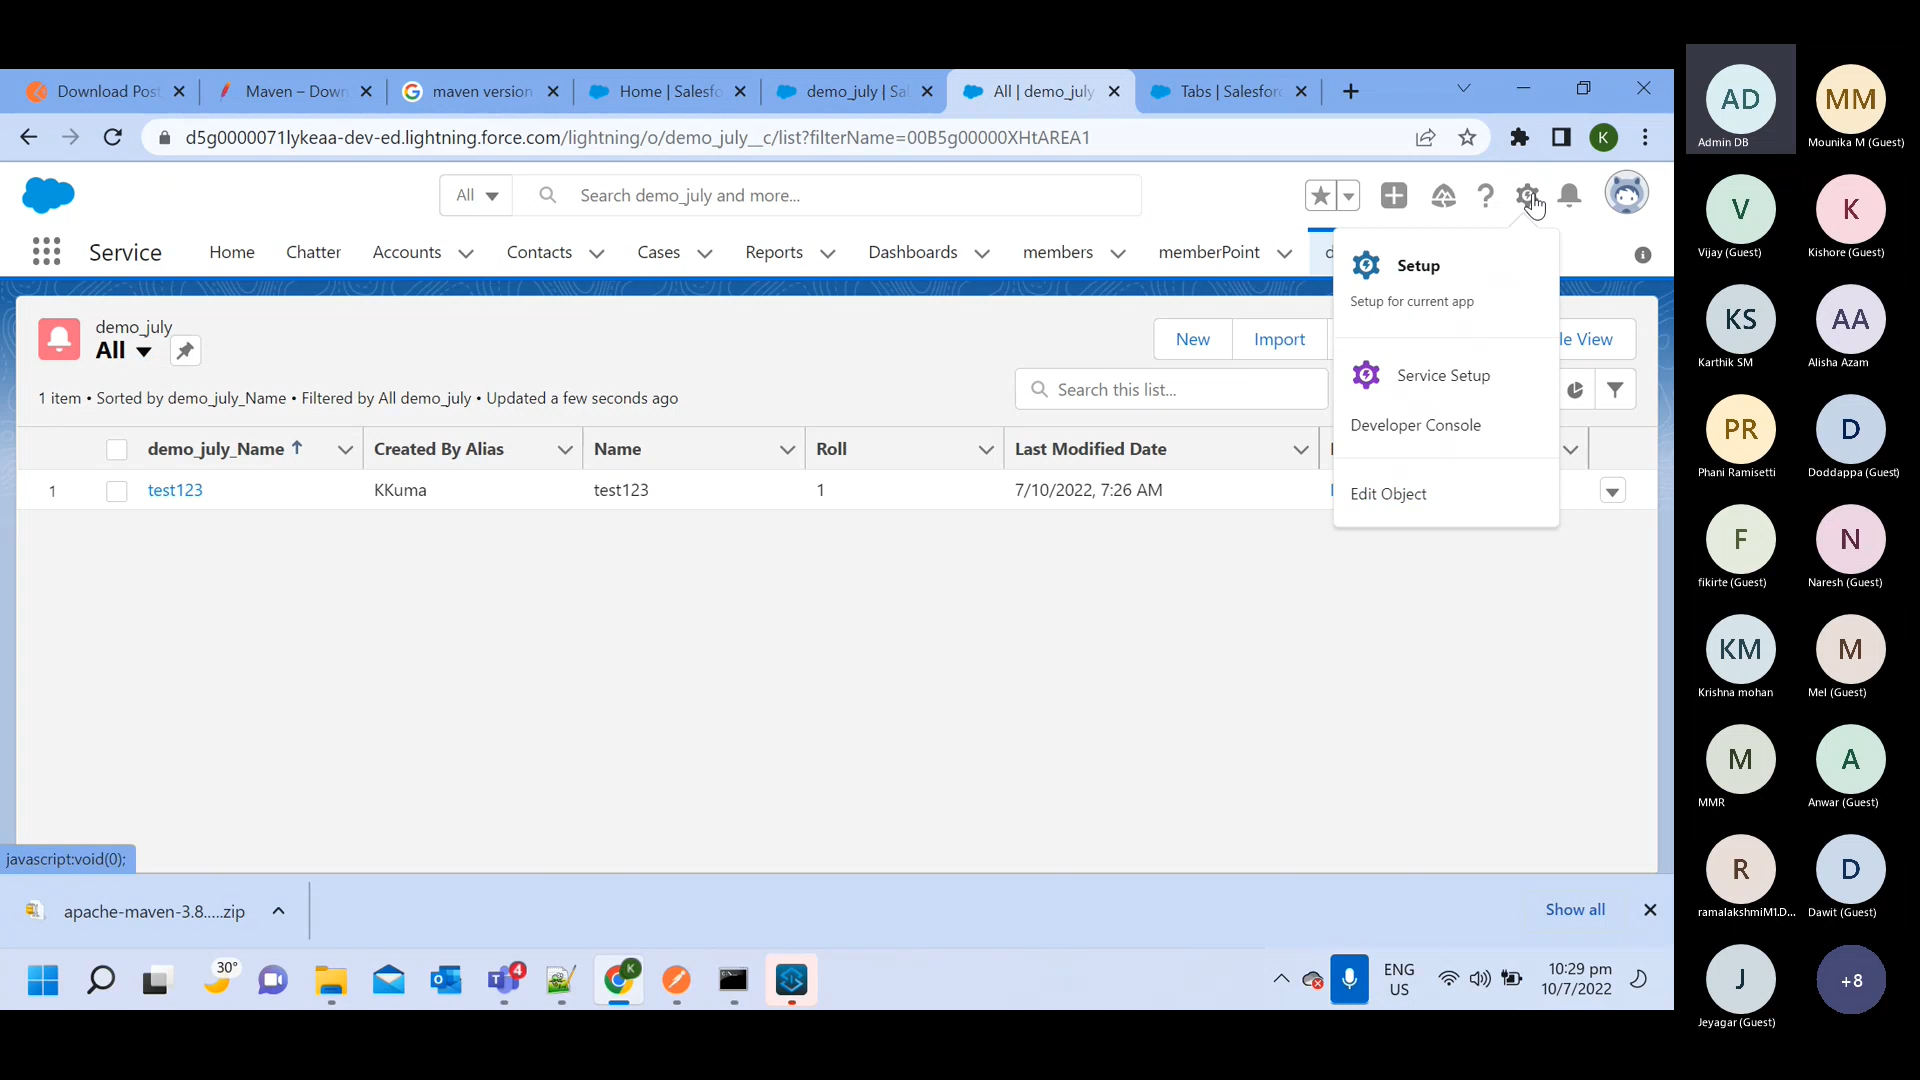 Download Post
Maven – Down
maven version
Home | Salesfo
demo_july | Sal
All | demo_july
Tabs | Salesforc
d5g0000071lykeaa-dev-ed.lightning.force.com/lightning/o/demo_july__c/list?filterName=00B5g00000XHtAREA1
K
All
Search demo_july and more...
Service
Home
Chatter
Accounts
Contacts
Cases
Reports
Dashboards
members
memberPoint
d
Setup
Setup for current app
Service Setup
Developer Console
Edit Object
demo_july
All
New
Import
le View
1 item • Sorted by demo_july_Name • Filtered by All demo_july • Updated a few seconds ago
Search this list...
demo_july_Name
Created By Alias
Name
Roll
Last Modified Date
1
test123
KKuma
test123
1
7/10/2022, 7:26 AM
javascript:void(0);
apache-maven-3.8.....zip
Show all
30°
4
K
ENG
US
10:29 pm
10/7/2022
AD
Admin DB
MM
Mounika M (Guest)
V
Vijay (Guest)
K
Kishore (Guest)
KS
Karthik SM
AA
Alisha Azam
PR
Phani Ramisetti
D
Doddappa (Guest)
F
fikirte (Guest)
N
Naresh (Guest)
KM
Krishna mohan
M
Mel (Guest)
M
MMR
A
Anwar (Guest)
R
ramalakshmiM1.D...
D
Dawit (Guest)
J
Jeyagar (Guest)
+8